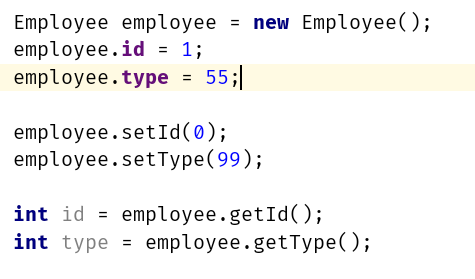 Employee employee = new Employee();
employee.id = 1;
employee.type = 55;
employee.setId(0);
employee.setType(99);
int id = employee.getId();
int type = employee.getType();